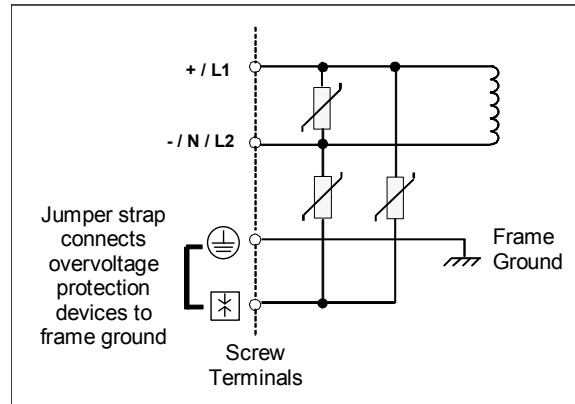 + / L1
- / N / L2
Jumper strap
connects
overvoltage
protection
devices to
frame ground
Frame
Ground
Screw
Terminals